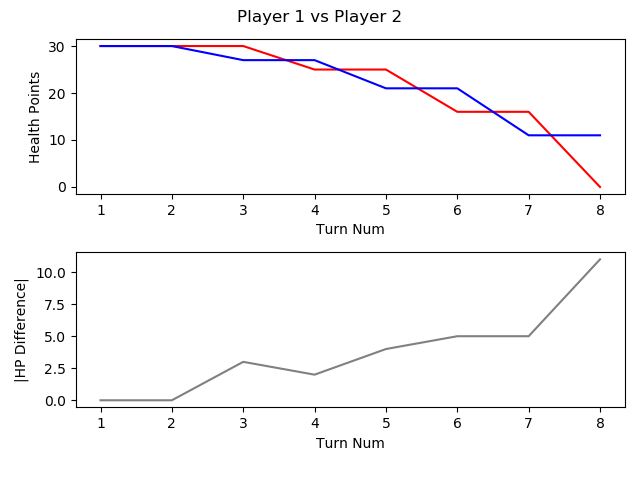 Player 1 vs Player 2
Health Points
30
20
10
0
1 2 3 4 5 6 7 8
Turn Num
|HP Difference|
10.0
7.5
5.0
2.5
0.0
1 2 3 4 5 6 7 8
Turn Num